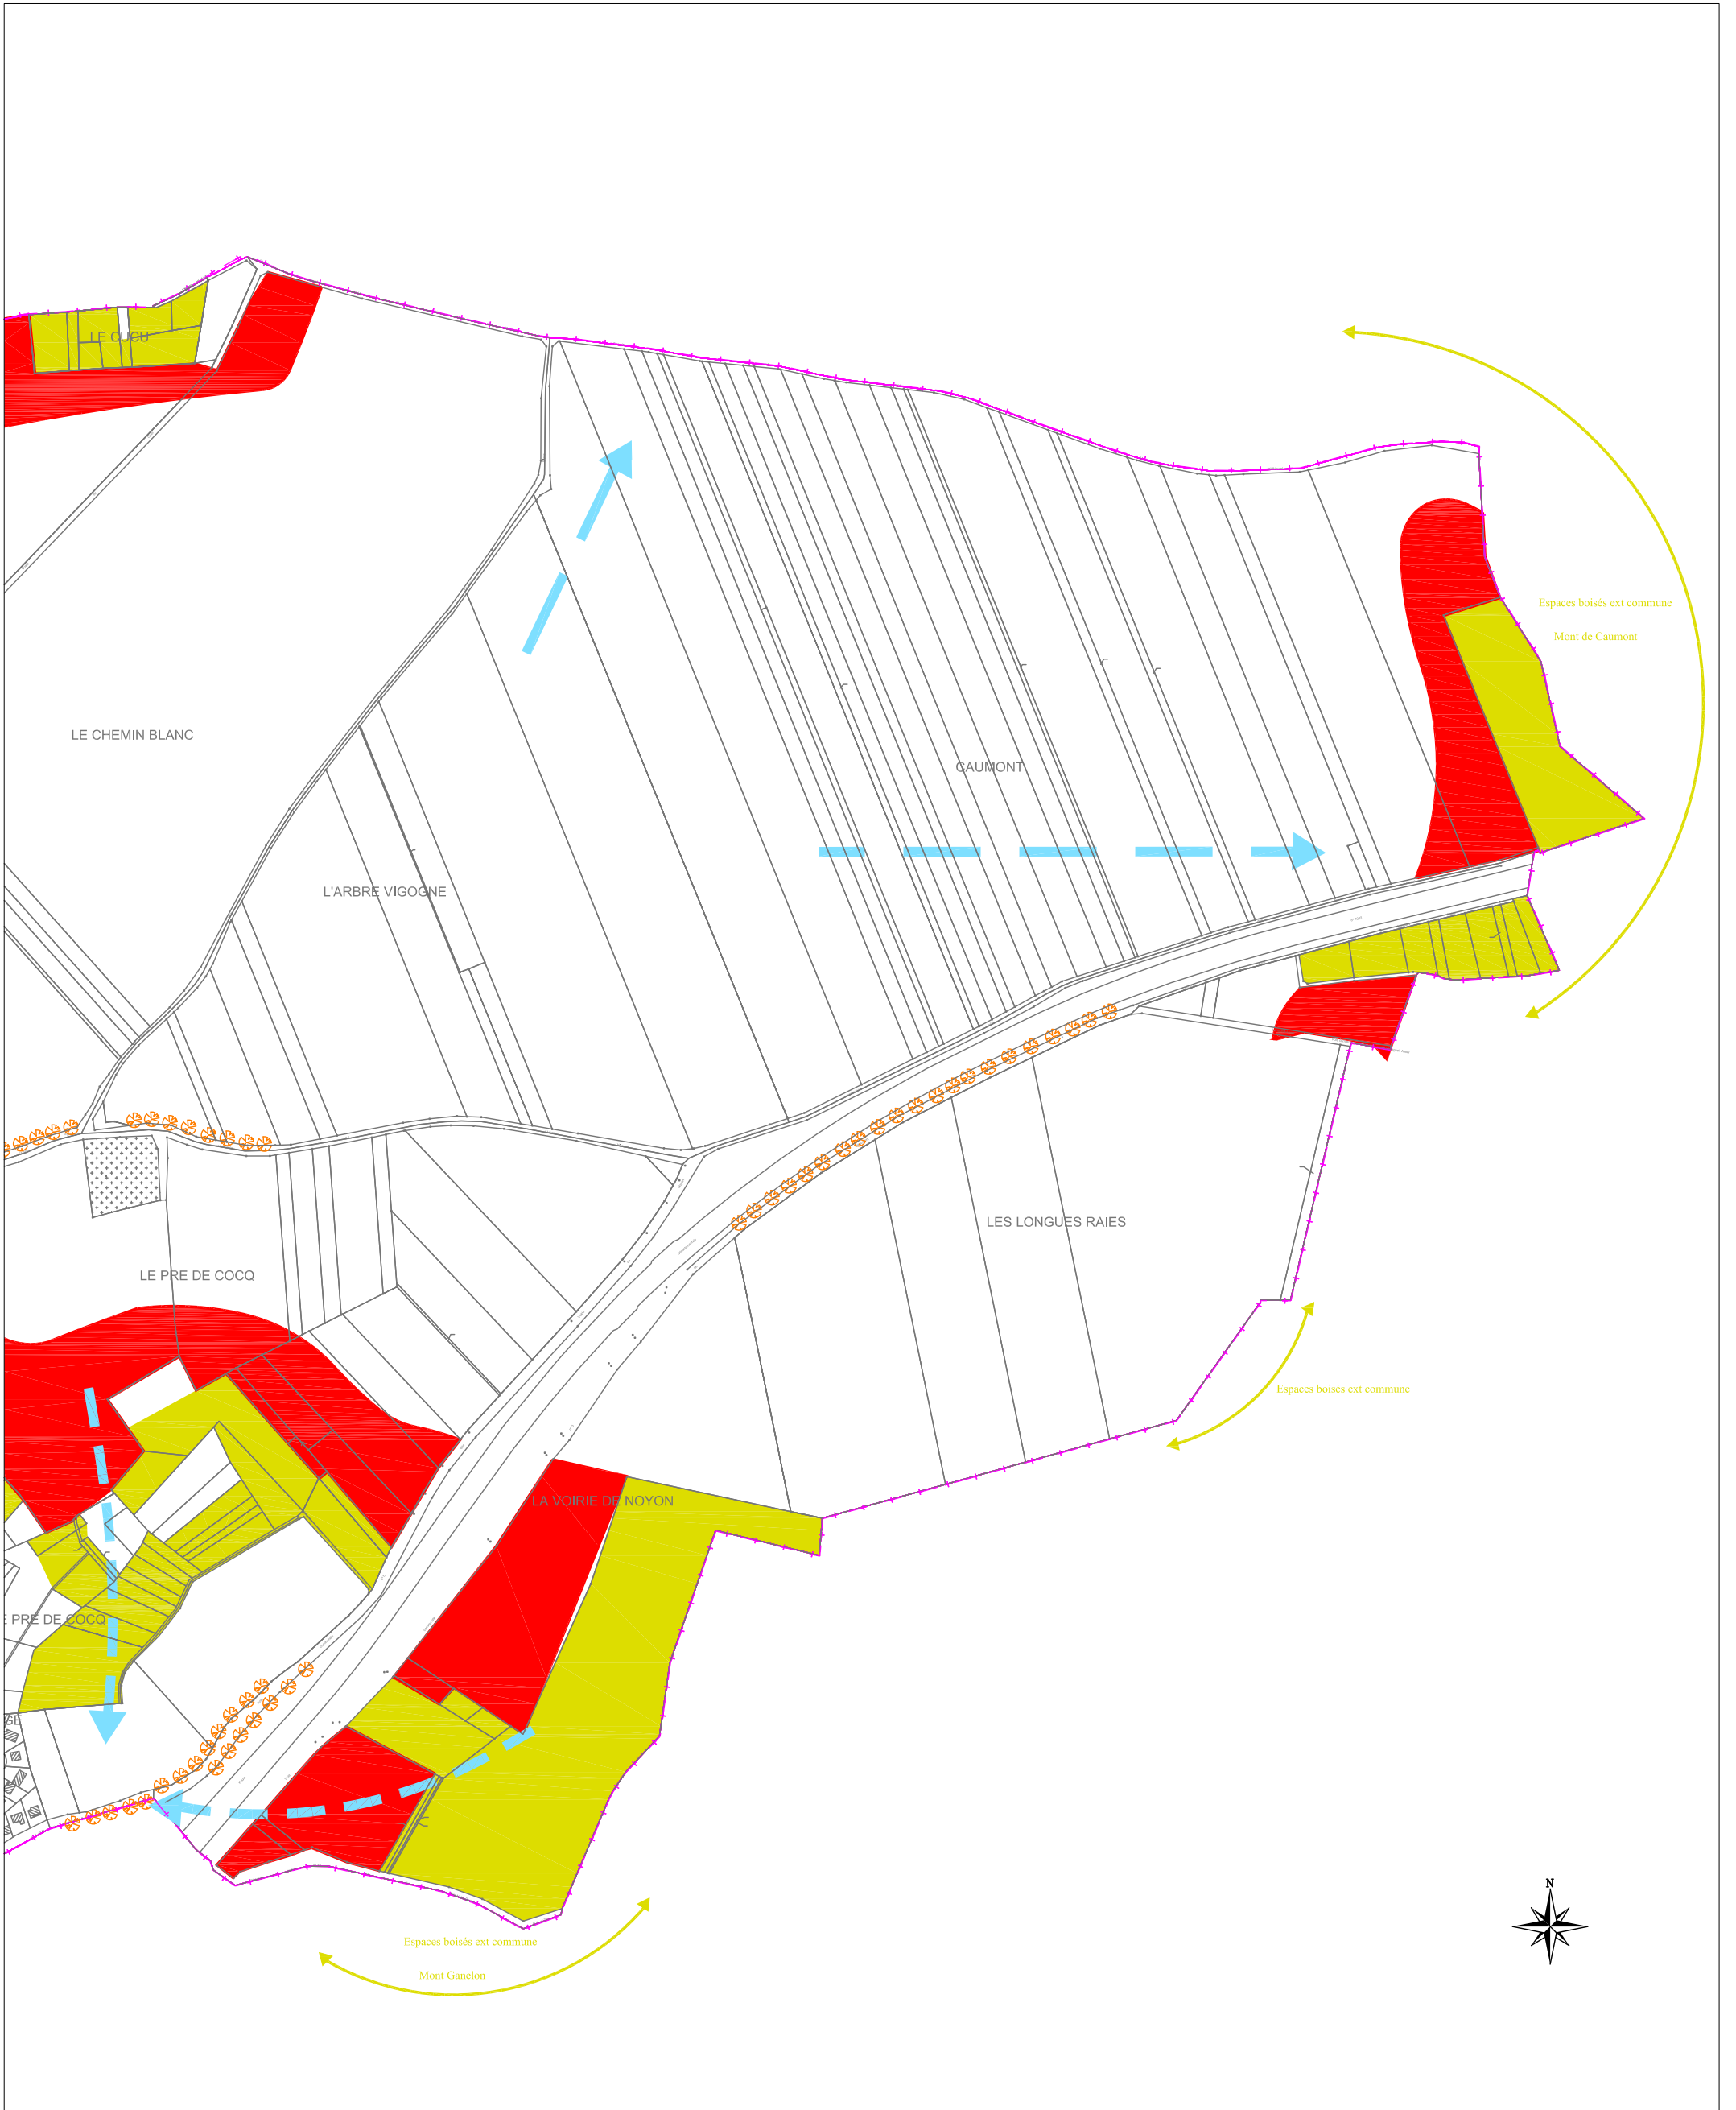 LE CUCU
Espaces boisés ext commune
Mont de Caumont
LE CHEMIN BLANC
CAUMONT
L'ARBRE VIGOGNE
LES LONGUES RAIES
LE PRE DE COCQ
Espaces boisés ext commune
LA VOIRIE DE NOYON
PRE DE COCQ
GE
N
Espaces boisés ext commune
Mont Ganelon